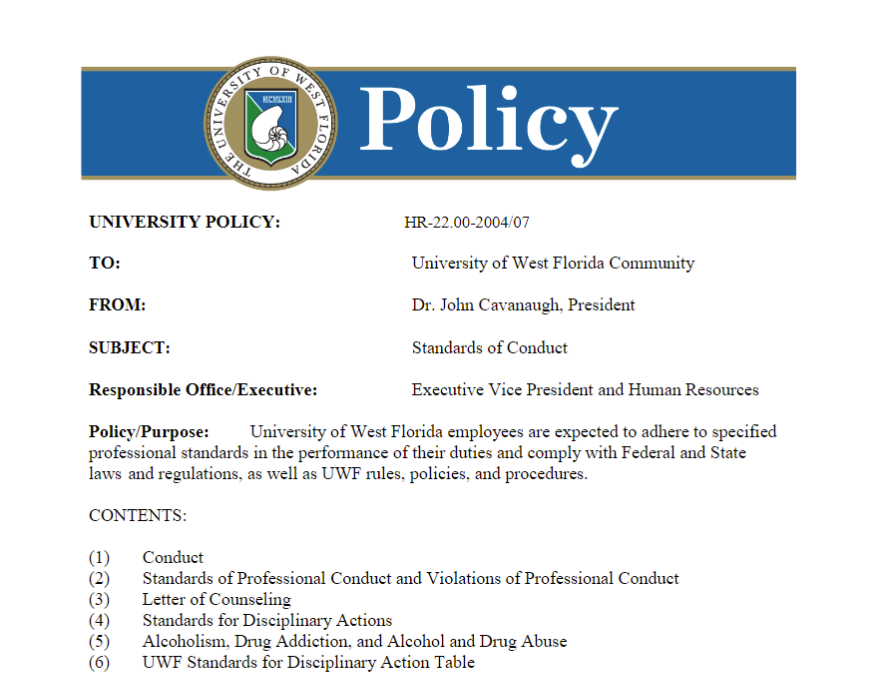 THE UNIVERSITY OF WEST FLORIDA
MCMLXIII
Policy
UNIVERSITY POLICY: HR-22.00-2004/07
TO: University of West Florida Community
FROM: Dr. John Cavanaugh, President
SUBJECT: Standards of Conduct
Responsible Office/Executive: Executive Vice President and Human Resources
Policy/Purpose: University of West Florida employees are expected to adhere to specified
professional standards in the performance of their duties and comply with Federal and State
laws and regulations, as well as UWF rules, policies, and procedures.
CONTENTS:
(1) Conduct
(2) Standards of Professional Conduct and Violations of Professional Conduct
(3) Letter of Counseling
(4) Standards for Disciplinary Actions
(5) Alcoholism, Drug Addiction, and Alcohol and Drug Abuse
(6) UWF Standards for Disciplinary Action Table